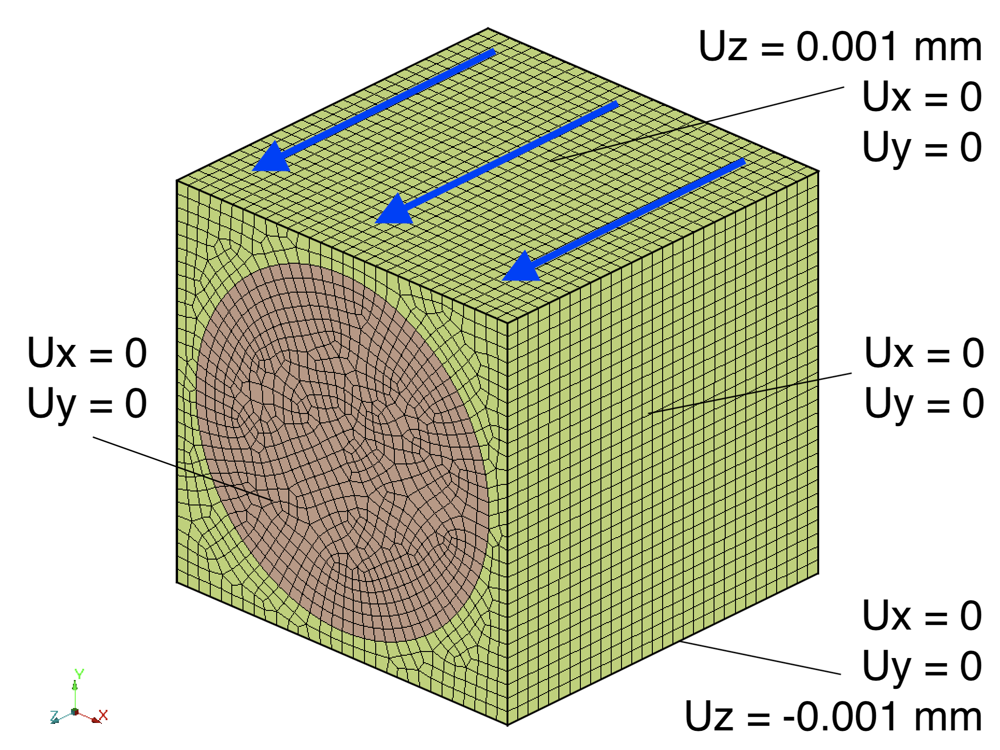 Uz = 0.001 mm
Ux = 0
Uy = 0
Ux = 0
Uy = 0
Ux = 0
Uy = 0
Ux = 0
Uy = 0
Uz = -0.001 mm
Y
Z
X